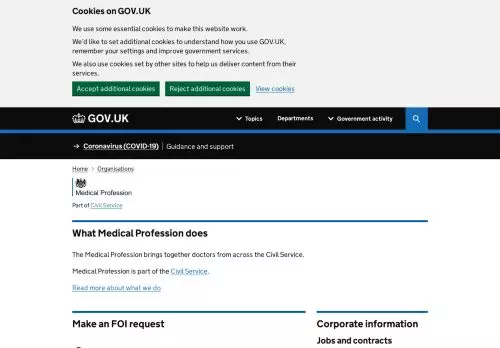 Cookies on GOV.UK
We use some essential cookies to make this website work.
We'd like to set additional cookies to understand how you use GOV.UK,
remember your settings and improve government services.
We also use cookies set by other sites to help us deliver content from their
services.
Accept additional cookies Reject additional cookies View cookies
GOV.UK Topics Departments Government activity
→ Coronavirus (COVID-19) Guidance and support
Home > Organisations
Medical Profession
Part of Civil Service
What Medical Profession does
The Medical Profession brings together doctors from across the Civil Service.
Medical Profession is part of the Civil Service.
Read more about what we do
Make an FOI request Corporate information
Jobs and contracts